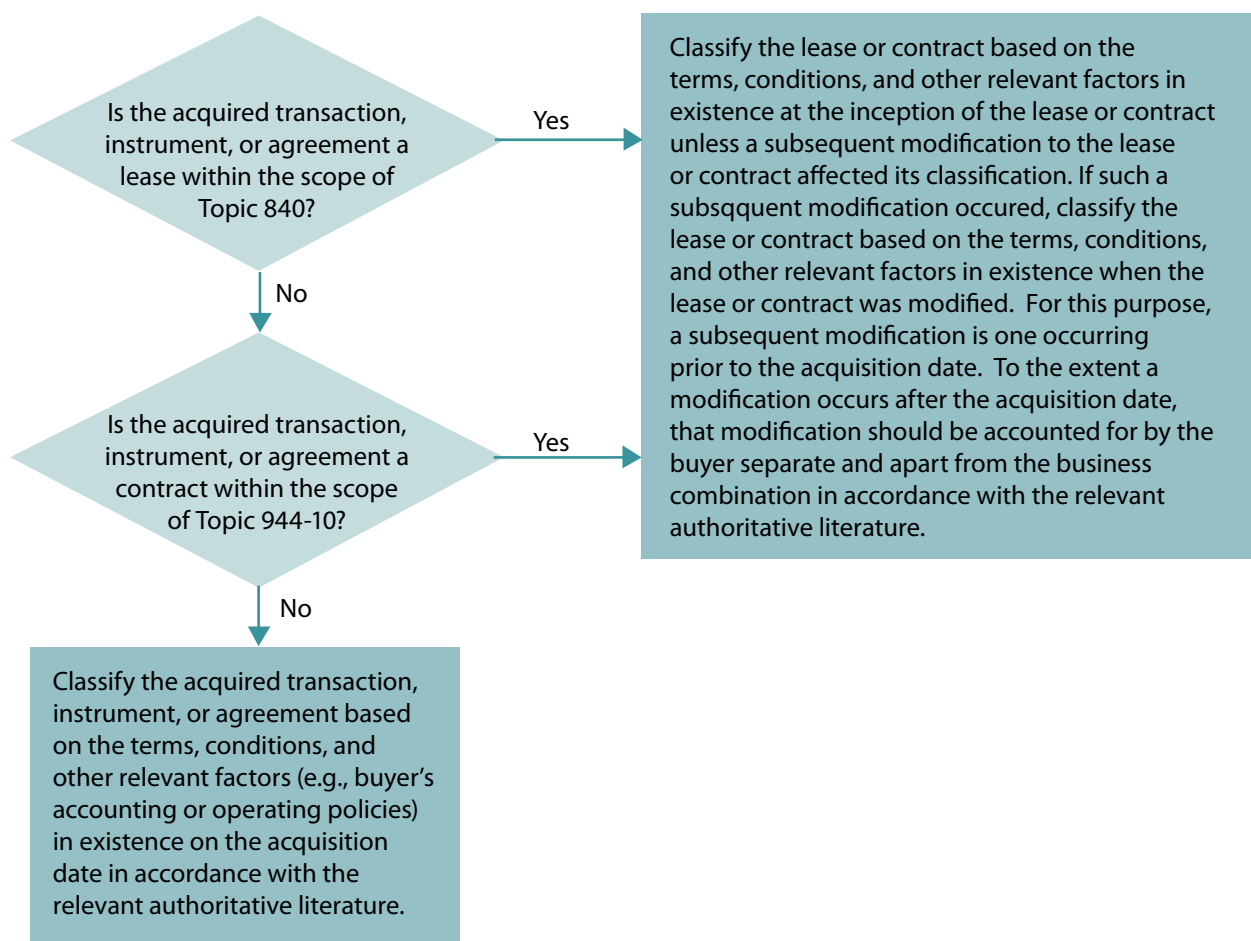 Is the acquired transaction,
instrument, or agreement a
lease within the scope of
Topic 840?
Yes
Classify the lease or contract based on the
terms, conditions, and other relevant factors in
existence at the inception of the lease or contract
unless a subsequent modification to the lease
or contract affected its classification. If such a
subsqquent modification occured, classify the
lease or contract based on the terms, conditions,
and other relevant factors in existence when the
lease or contract was modified.  For this purpose,
a subsequent modification is one occurring
prior to the acquisition date.  To the extent a
modification occurs after the acquisition date,
that modification should be accounted for by the
buyer separate and apart from the business
combination in accordance with the relevant
authoritative literature.
No
Is the acquired transaction,
instrument, or agreement a
contract within the scope
of Topic 944-10?
Yes
No
Classify the acquired transaction,
instrument, or agreement based
on the terms, conditions, and
other relevant factors (e.g., buyer’s
accounting or operating policies)
in existence on the acquisition
date in accordance with the
relevant authoritative literature.